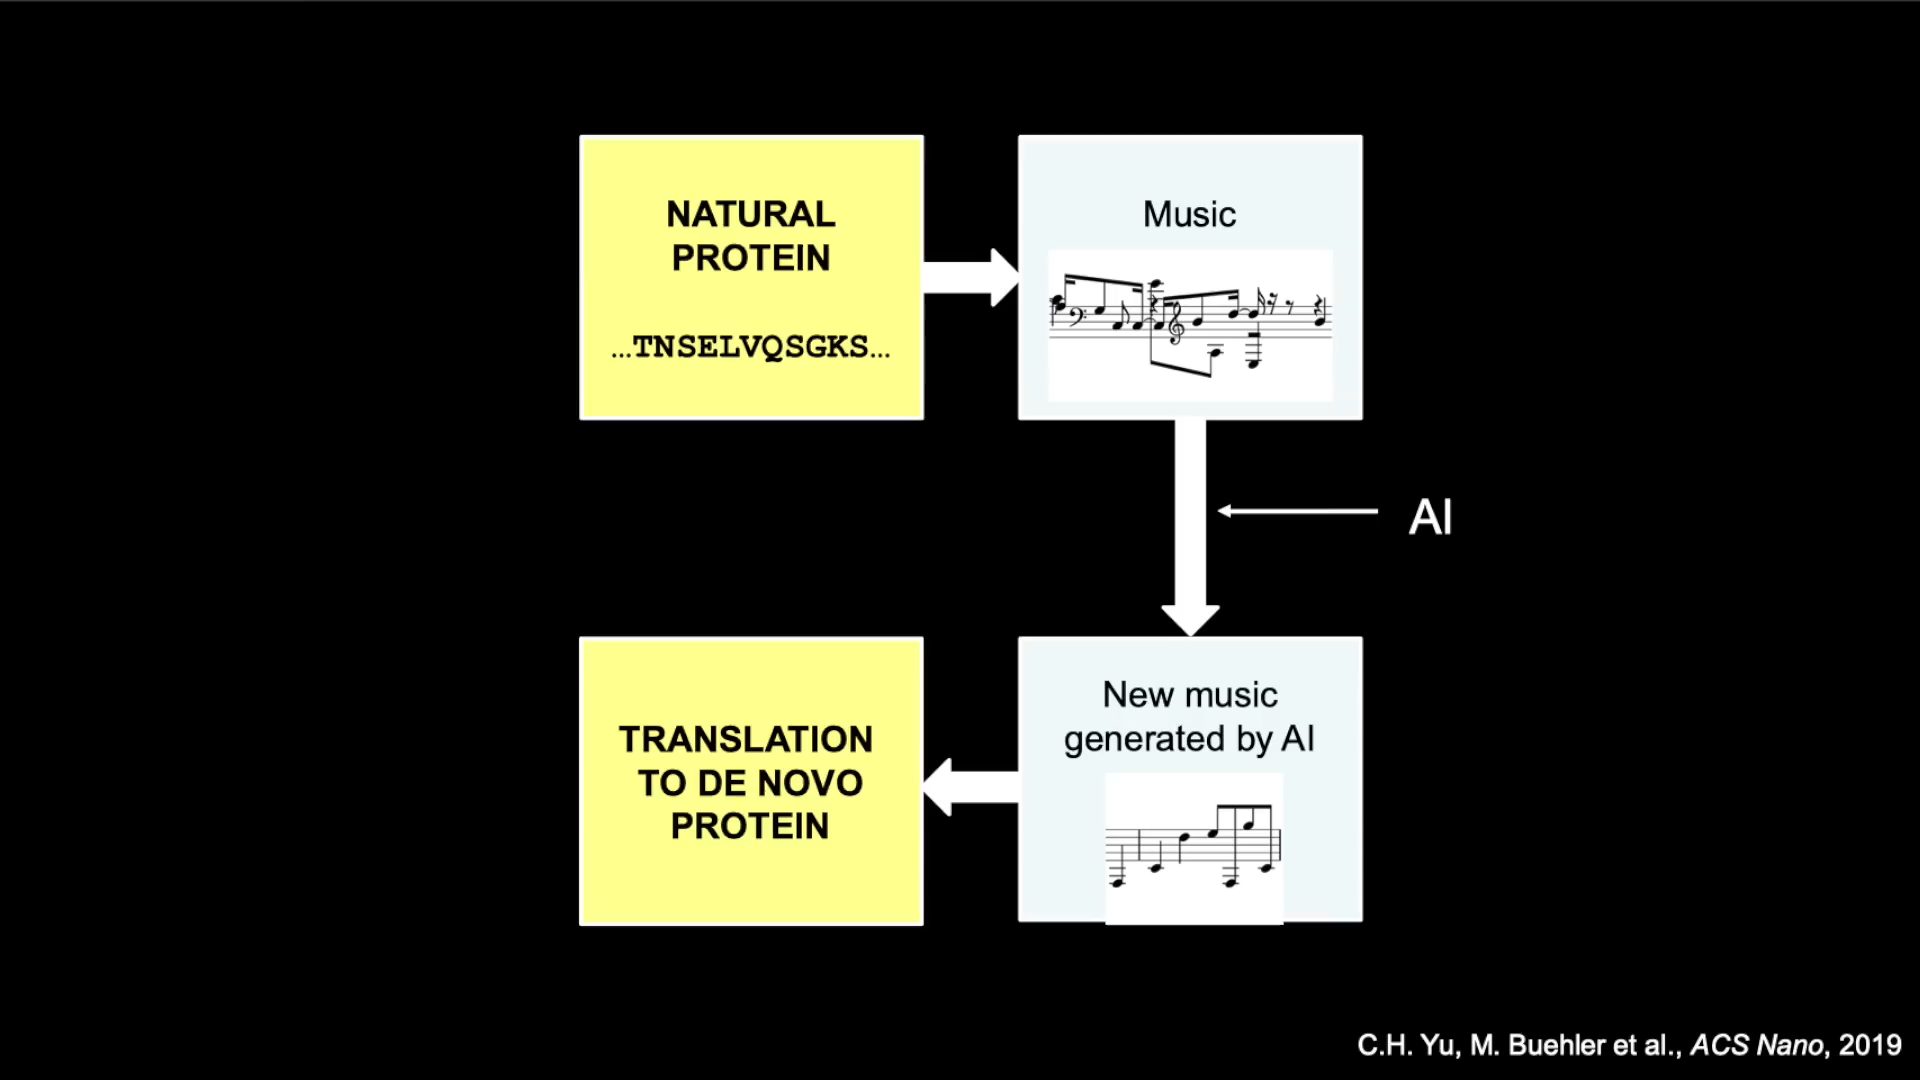 NATURAL
PROTEIN
...TNSELVQSGKS...
Music
AI
New music
generated by AI
TRANSLATION
TO DE NOVO
PROTEIN
C.H. Yu, M. Buehler et al., ACS Nano, 2019